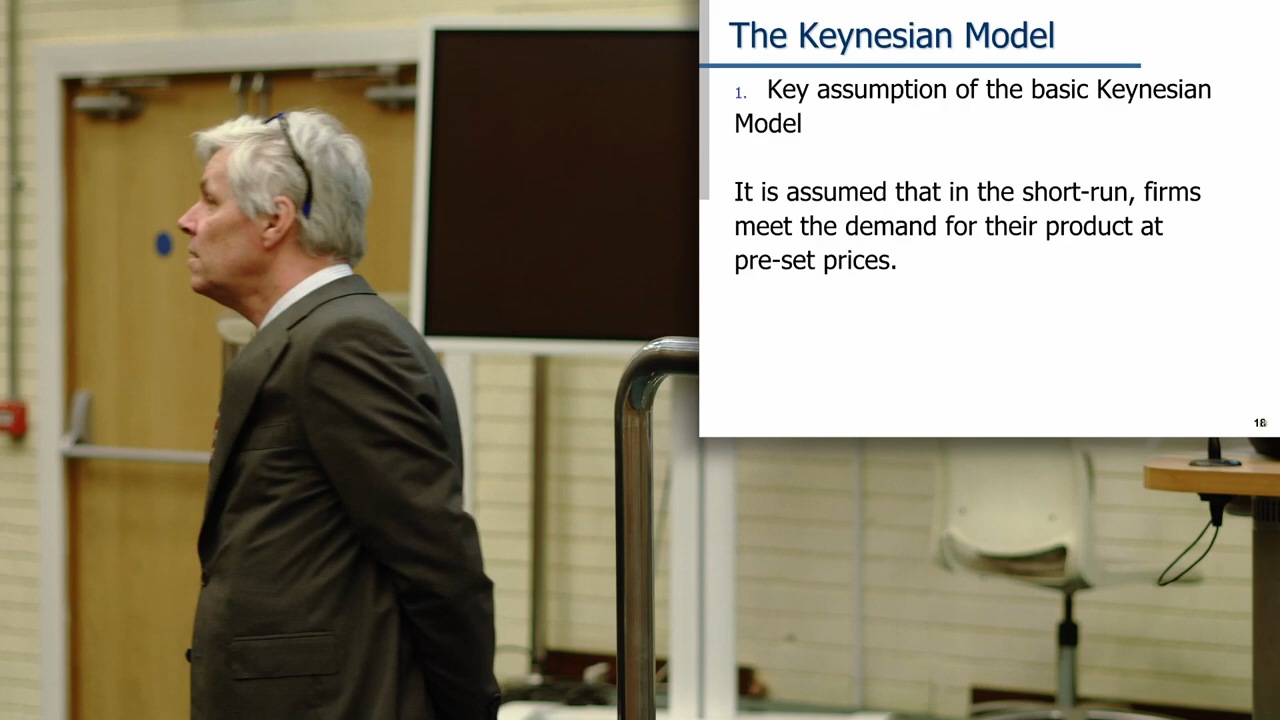 The Keynesian Model
1. Key assumption of the basic Keynesian
Model
It is assumed that in the short-run, firms
meet the demand for their product at
pre-set prices.
18